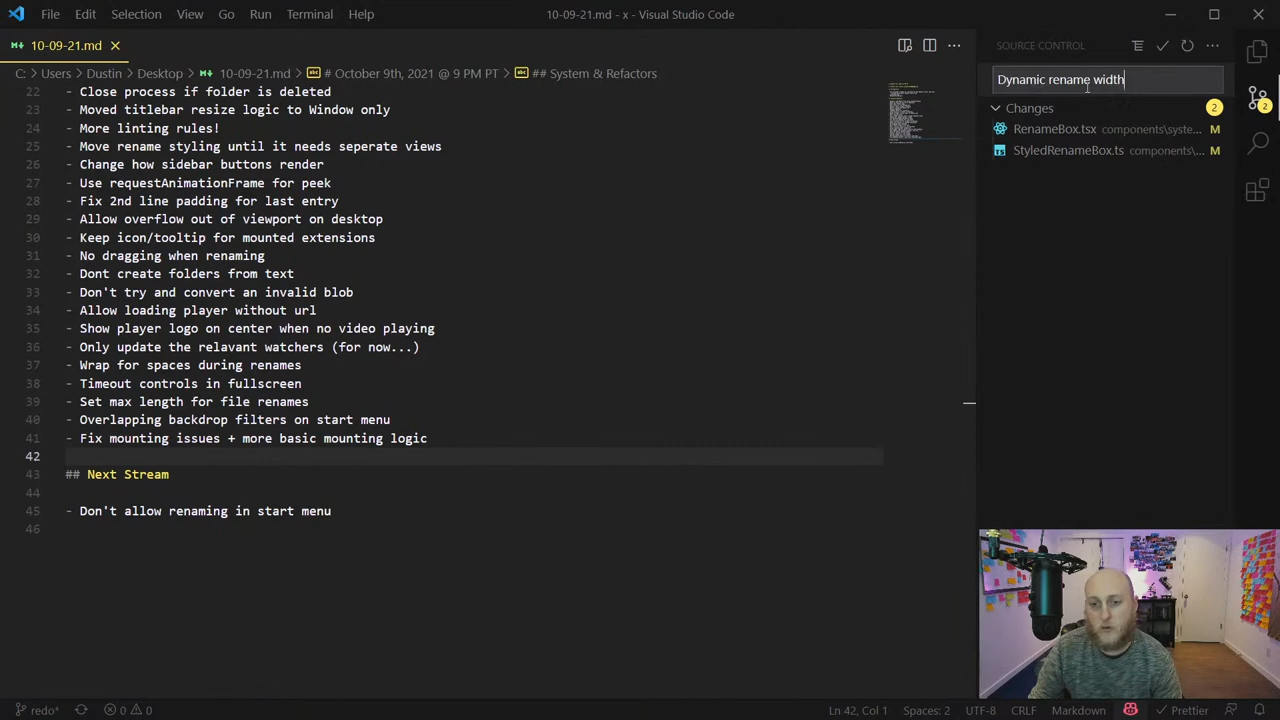 File Edit Selection View Go Run Terminal Help
10-09-21.md - x - Visual Studio Code
10-09-21.md
SOURCE CONTROL
C: > Users > Dustin > Desktop > 10-09-21.md > # October 9th, 2021 @ 9 PM PT > ## System & Refactors
Dynamic rename width
22 - Close process if folder is deleted
23 - Moved titlebar resize logic to Window only
24 - More linting rules!
25 - Move rename styling until it needs seperate views
26 - Change how sidebar buttons render
27 - Use requestAnimationFrame for peek
28 - Fix 2nd line padding for last entry
29 - Allow overflow out of viewport on desktop
30 - Keep icon/tooltip for mounted extensions
31 - No dragging when renaming
32 - Dont create folders from text
33 - Don't try and convert an invalid blob
34 - Allow loading player without url
35 - Show player logo on center when no video playing
36 - Only update the relavant watchers (for now...)
37 - Wrap for spaces during renames
38 - Timeout controls in fullscreen
39 - Set max length for file renames
40 - Overlapping backdrop filters on start menu
41 - Fix mounting issues + more basic mounting logic
42
43 ## Next Stream
44
45 - Don't allow renaming in start menu
46
Changes 2
RenameBox.tsx components\syste... M
StyledRenameBox.ts components\... M
2
redo* 0 0
Ln 42, Col 1 Spaces: 2 UTF-8 CRLF Markdown Prettier